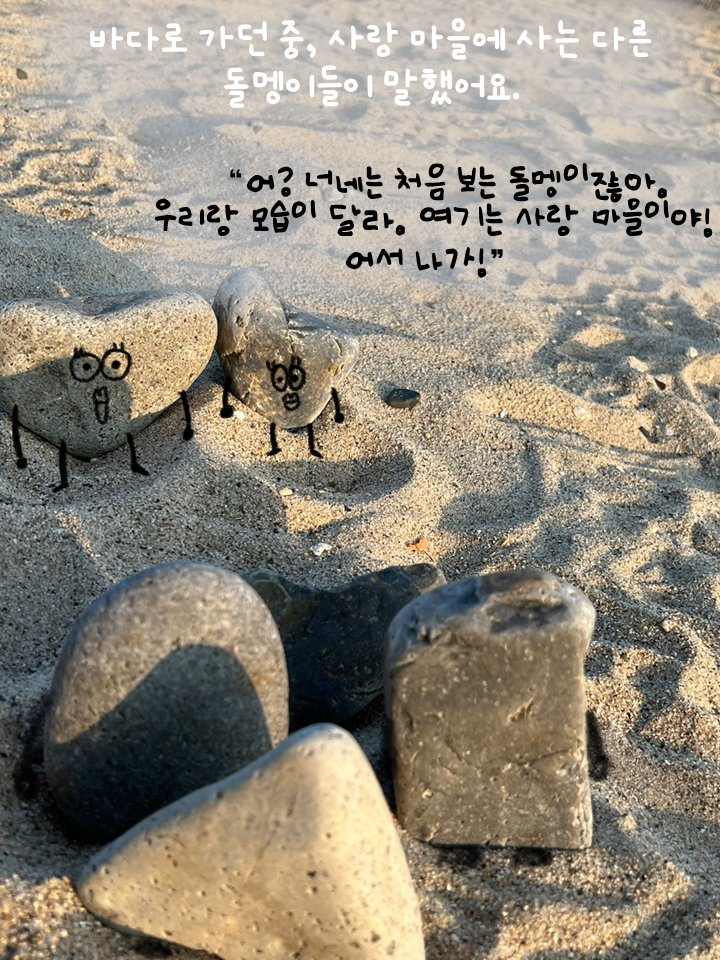 바다로 가던 중, 사랑 마을에 사는 다른
돌멩이들이 말했어요.
“어? 너네는 처음 보는 돌멩이잖아.
우리랑 모습이 달라. 여기는 사랑 마을이야!
어서 나가!”